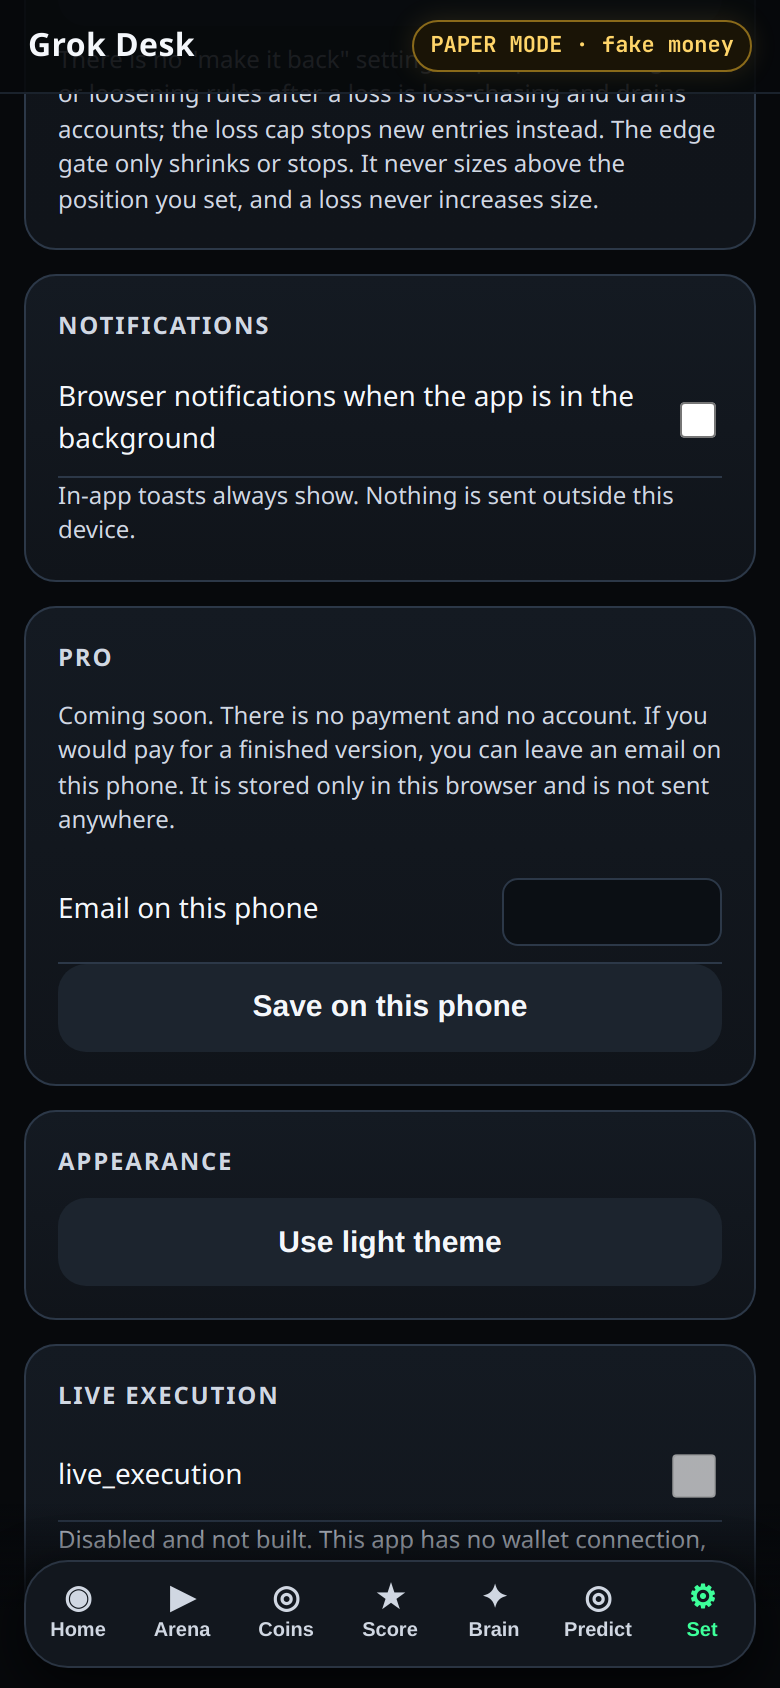 Grok Desk
PAPER MODE · fake money
There is no "make it back" setting
or loosening rules after a loss is loss-chasing and drains
accounts; the loss cap stops new entries instead. The edge
gate only shrinks or stops. It never sizes above the
position you set, and a loss never increases size.
NOTIFICATIONS
Browser notifications when the app is in the
background
In-app toasts always show. Nothing is sent outside this
device.
PRO
Coming soon. There is no payment and no account. If you
would pay for a finished version, you can leave an email on
this phone. It is stored only in this browser and is not sent
anywhere.
Email on this phone
Save on this phone
APPEARANCE
Use light theme
LIVE EXECUTION
live_execution
Disabled and not built. This app has no wallet connection,
Home Arena Coins Score Brain Predict Set